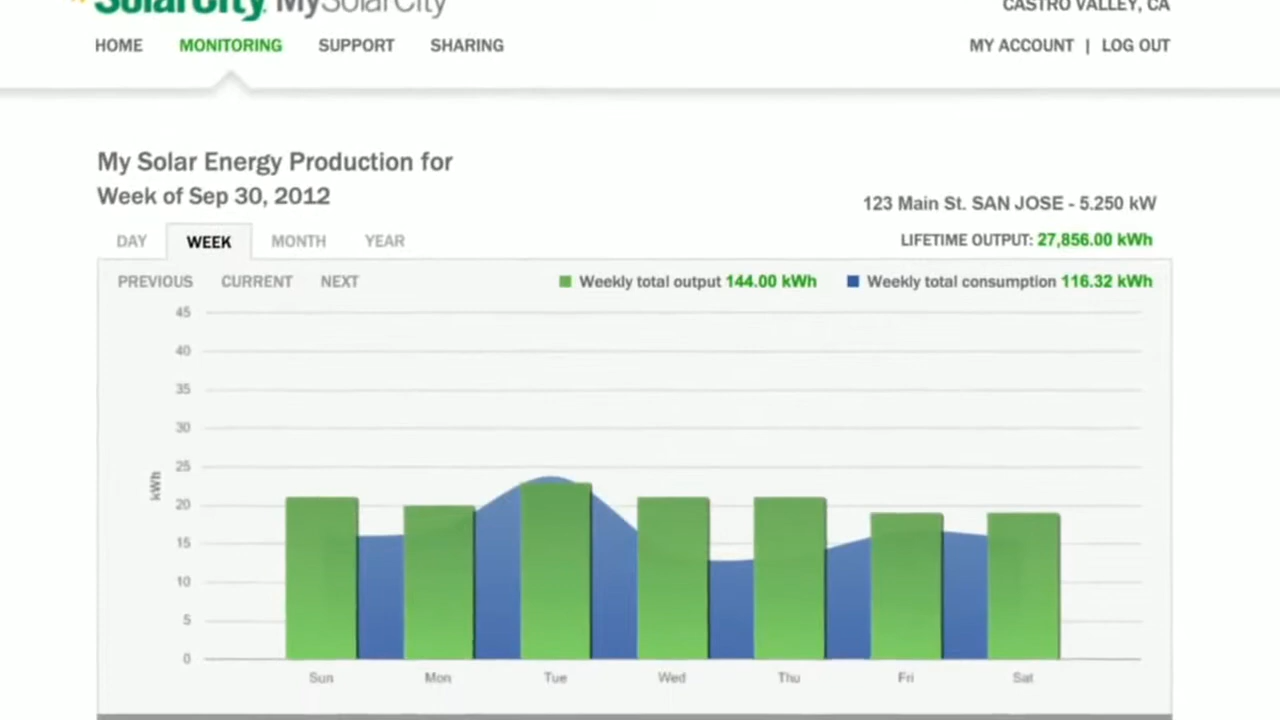 SolarCity MySolarCity
CASTRO VALLEY, CA
HOME MONITORING SUPPORT SHARING
MY ACCOUNT | LOG OUT
My Solar Energy Production for
Week of Sep 30, 2012
123 Main St. SAN JOSE - 5.250 kW
DAY WEEK MONTH YEAR
LIFETIME OUTPUT: 27,856.00 kWh
PREVIOUS CURRENT NEXT
Weekly total output 144.00 kWh
Weekly total consumption 116.32 kWh
45
40
35
30
25
20
15
10
5
0
kWh
Sun Mon Tue Wed Thu Fri Sat